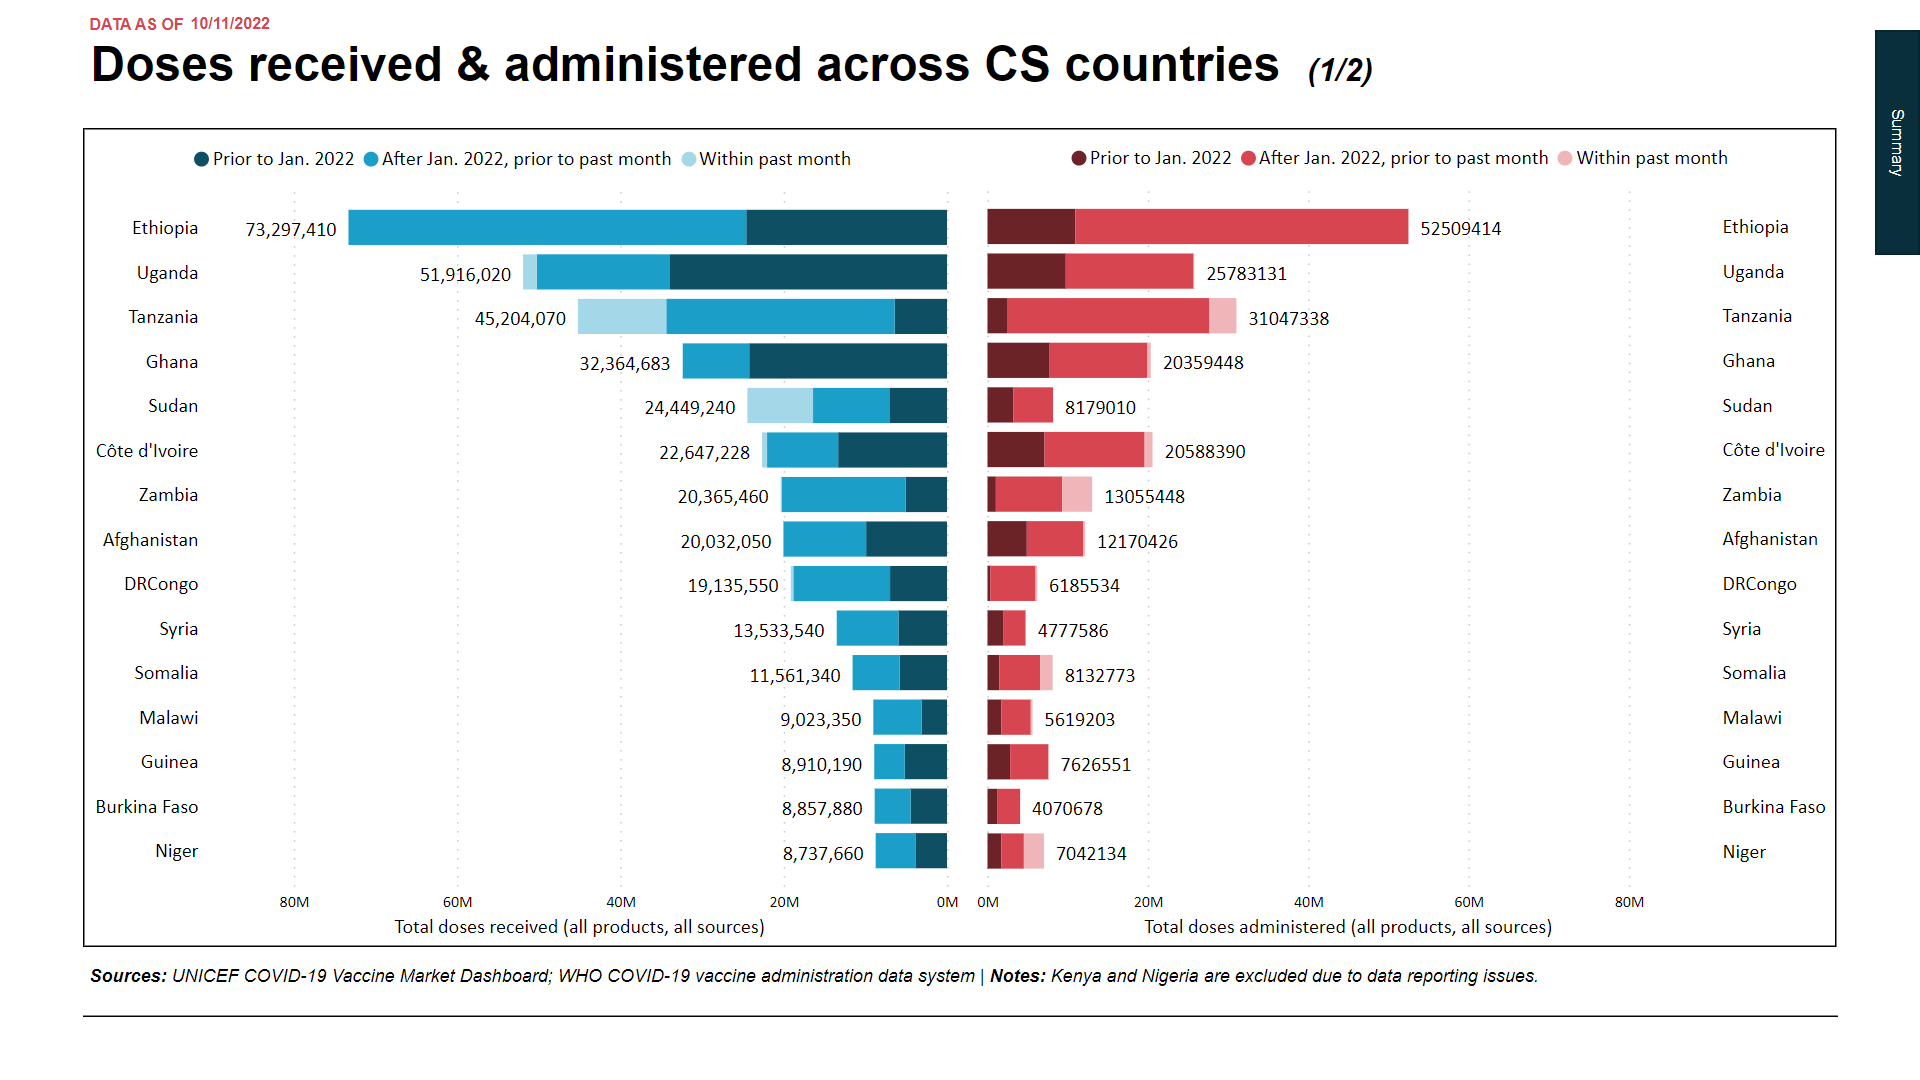 DATA AS OF 10/11/2022
Doses received & administered across CS countries (1/2)
Summary
Prior to Jan. 2022 After Jan. 2022, prior to past month Within past month
Prior to Jan. 2022 After Jan. 2022, prior to past month Within past month
Ethiopia 73,297,410 52509414 Ethiopia
Uganda 51,916,020 25783131 Uganda
Tanzania 45,204,070 31047338 Tanzania
Ghana 32,364,683 20359448 Ghana
Sudan 24,449,240 8179010 Sudan
Côte d'Ivoire 22,647,228 20588390 Côte d'Ivoire
Zambia 20,365,460 13055448 Zambia
Afghanistan 20,032,050 12170426 Afghanistan
DRCongo 19,135,550 6185534 DRCongo
Syria 13,533,540 4777586 Syria
Somalia 11,561,340 8132773 Somalia
Malawi 9,023,350 5619203 Malawi
Guinea 8,910,190 7626551 Guinea
Burkina Faso 8,857,880 4070678 Burkina Faso
Niger 8,737,660 7042134 Niger
80M 60M 40M 20M 0M 0M 20M 40M 60M 80M
Total doses received (all products, all sources) Total doses administered (all products, all sources)
Sources: UNICEF COVID-19 Vaccine Market Dashboard; WHO COVID-19 vaccine administration data system | Notes: Kenya and Nigeria are excluded due to data reporting issues.